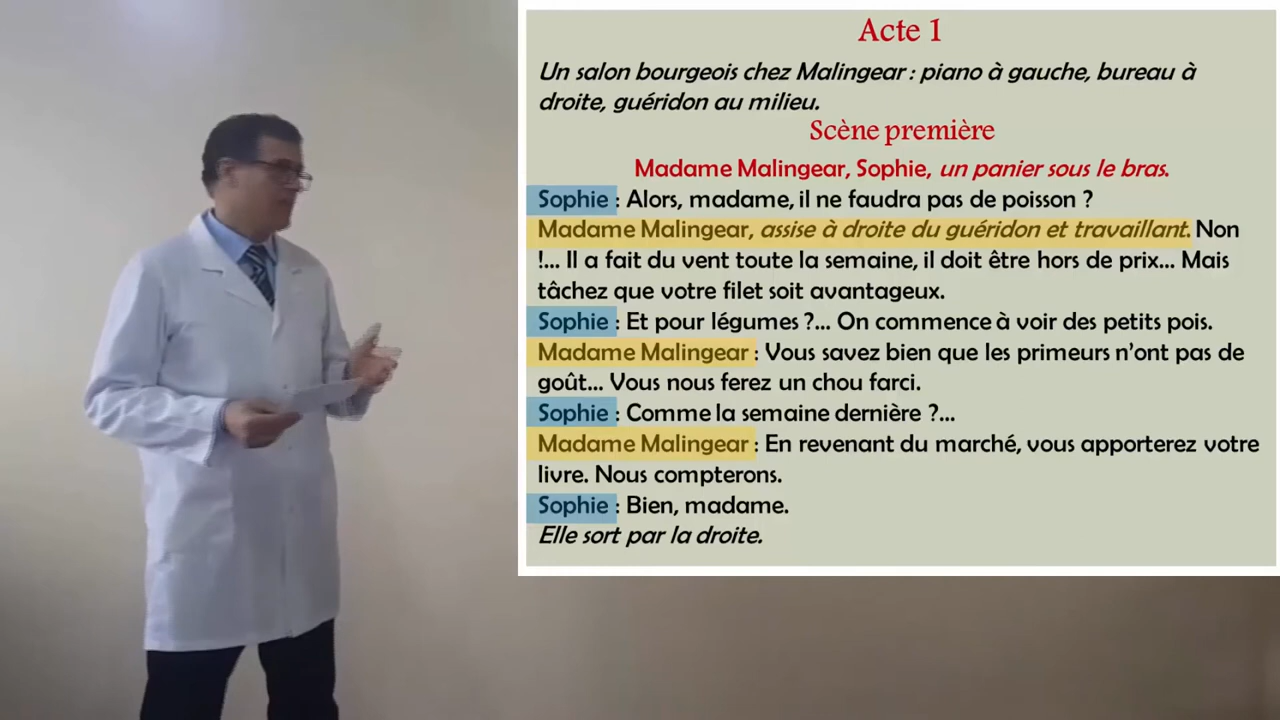 Acte 1
Un salon bourgeois chez Malingear : piano à gauche, bureau à
droite, guéridon au milieu.
Scène première
Madame Malingear, Sophie, un panier sous le bras.
Sophie : Alors, madame, il ne faudra pas de poisson ?
Madame Malingear, assise à droite du guéridon et travaillant. Non
!... Il a fait du vent toute la semaine, il doit être hors de prix... Mais
tâchez que votre filet soit avantageux.
Sophie : Et pour légumes ?... On commence à voir des petits pois.
Madame Malingear : Vous savez bien que les primeurs n’ont pas de
goût... Vous nous ferez un chou farci.
Sophie : Comme la semaine dernière ?...
Madame Malingear : En revenant du marché, vous apporterez votre
livre. Nous compterons.
Sophie : Bien, madame.
Elle sort par la droite.